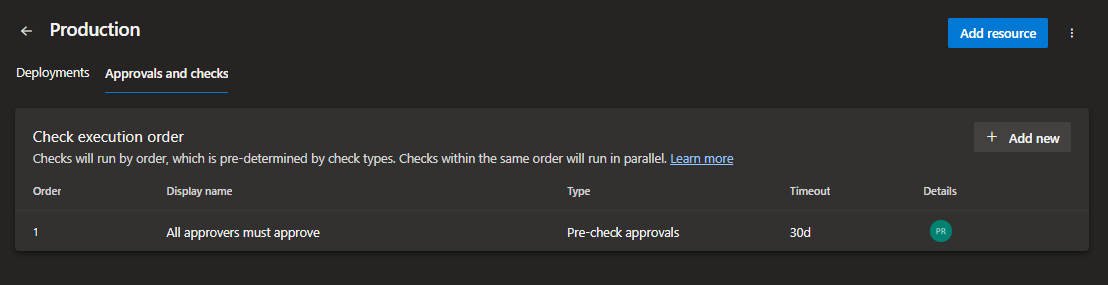 Production
Add resource
Deployments Approvals and checks
Check execution order
Add new
Checks will run by order, which is pre-determined by check types. Checks within the same order will run in parallel. Learn more
Order Display name Type Timeout Details
1 All approvers must approve Pre-check approvals 30d PR